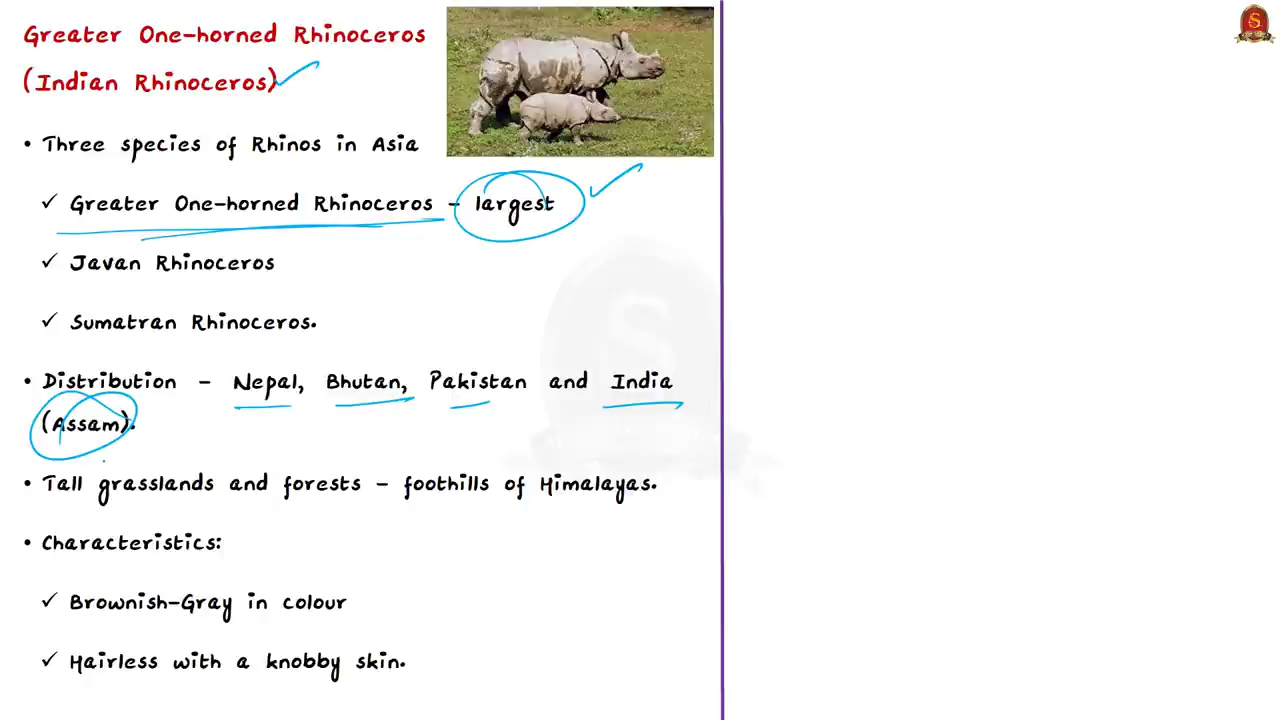 Greater One-horned Rhinoceros
(Indian Rhinoceros)
• Three species of Rhinos in Asia
✓ Greater One-horned Rhinoceros - largest
✓ Javan Rhinoceros
✓ Sumatran Rhinoceros.
• Distribution - Nepal, Bhutan, Pakistan and India
(Assam).
• Tall grasslands and forests - foothills of Himalayas.
• Characteristics:
✓ Brownish-Gray in colour
✓ Hairless with a knobby skin.